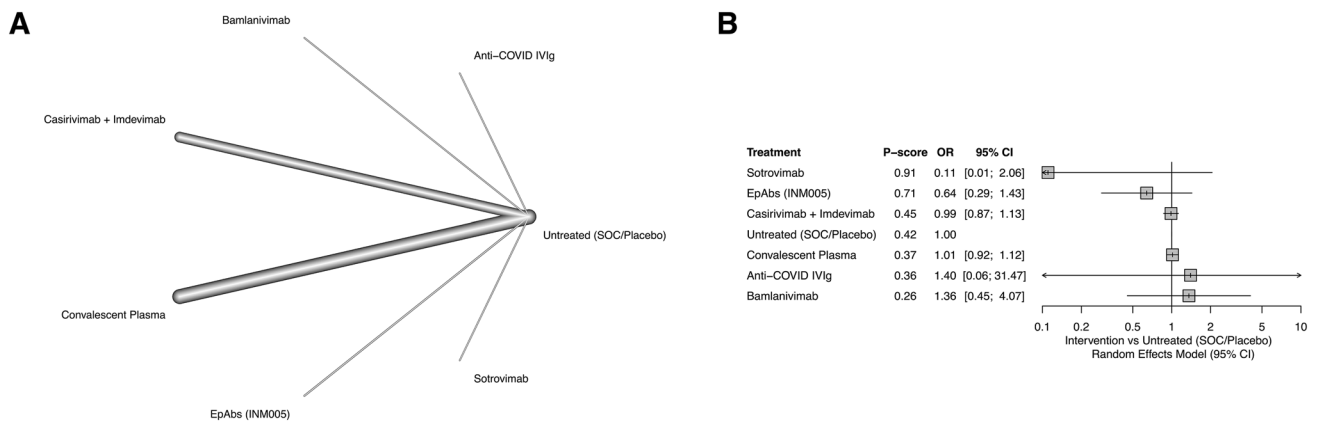 A
Bamlanivimab
Anti−COVID IVIg
Casirivimab + Imdevimab
Untreated (SOC/Placebo)
Convalescent Plasma
Sotrovimab
EpAbs (INM005)
B
Treatment P−score OR 95% CI
Sotrovimab 0.91 0.11 [0.01; 2.06]
EpAbs (INM005) 0.71 0.64 [0.29; 1.43]
Casirivimab + Imdevimab 0.45 0.99 [0.87; 1.13]
Untreated (SOC/Placebo) 0.42 1.00
Convalescent Plasma 0.37 1.01 [0.92; 1.12]
Anti−COVID IVIg 0.36 1.40 [0.06; 31.47]
Bamlanivimab 0.26 1.36 [0.45; 4.07]
0.1 0.2 0.5 1 2 5 10
Intervention vs Untreated (SOC/Placebo)
Random Effects Model (95% CI)